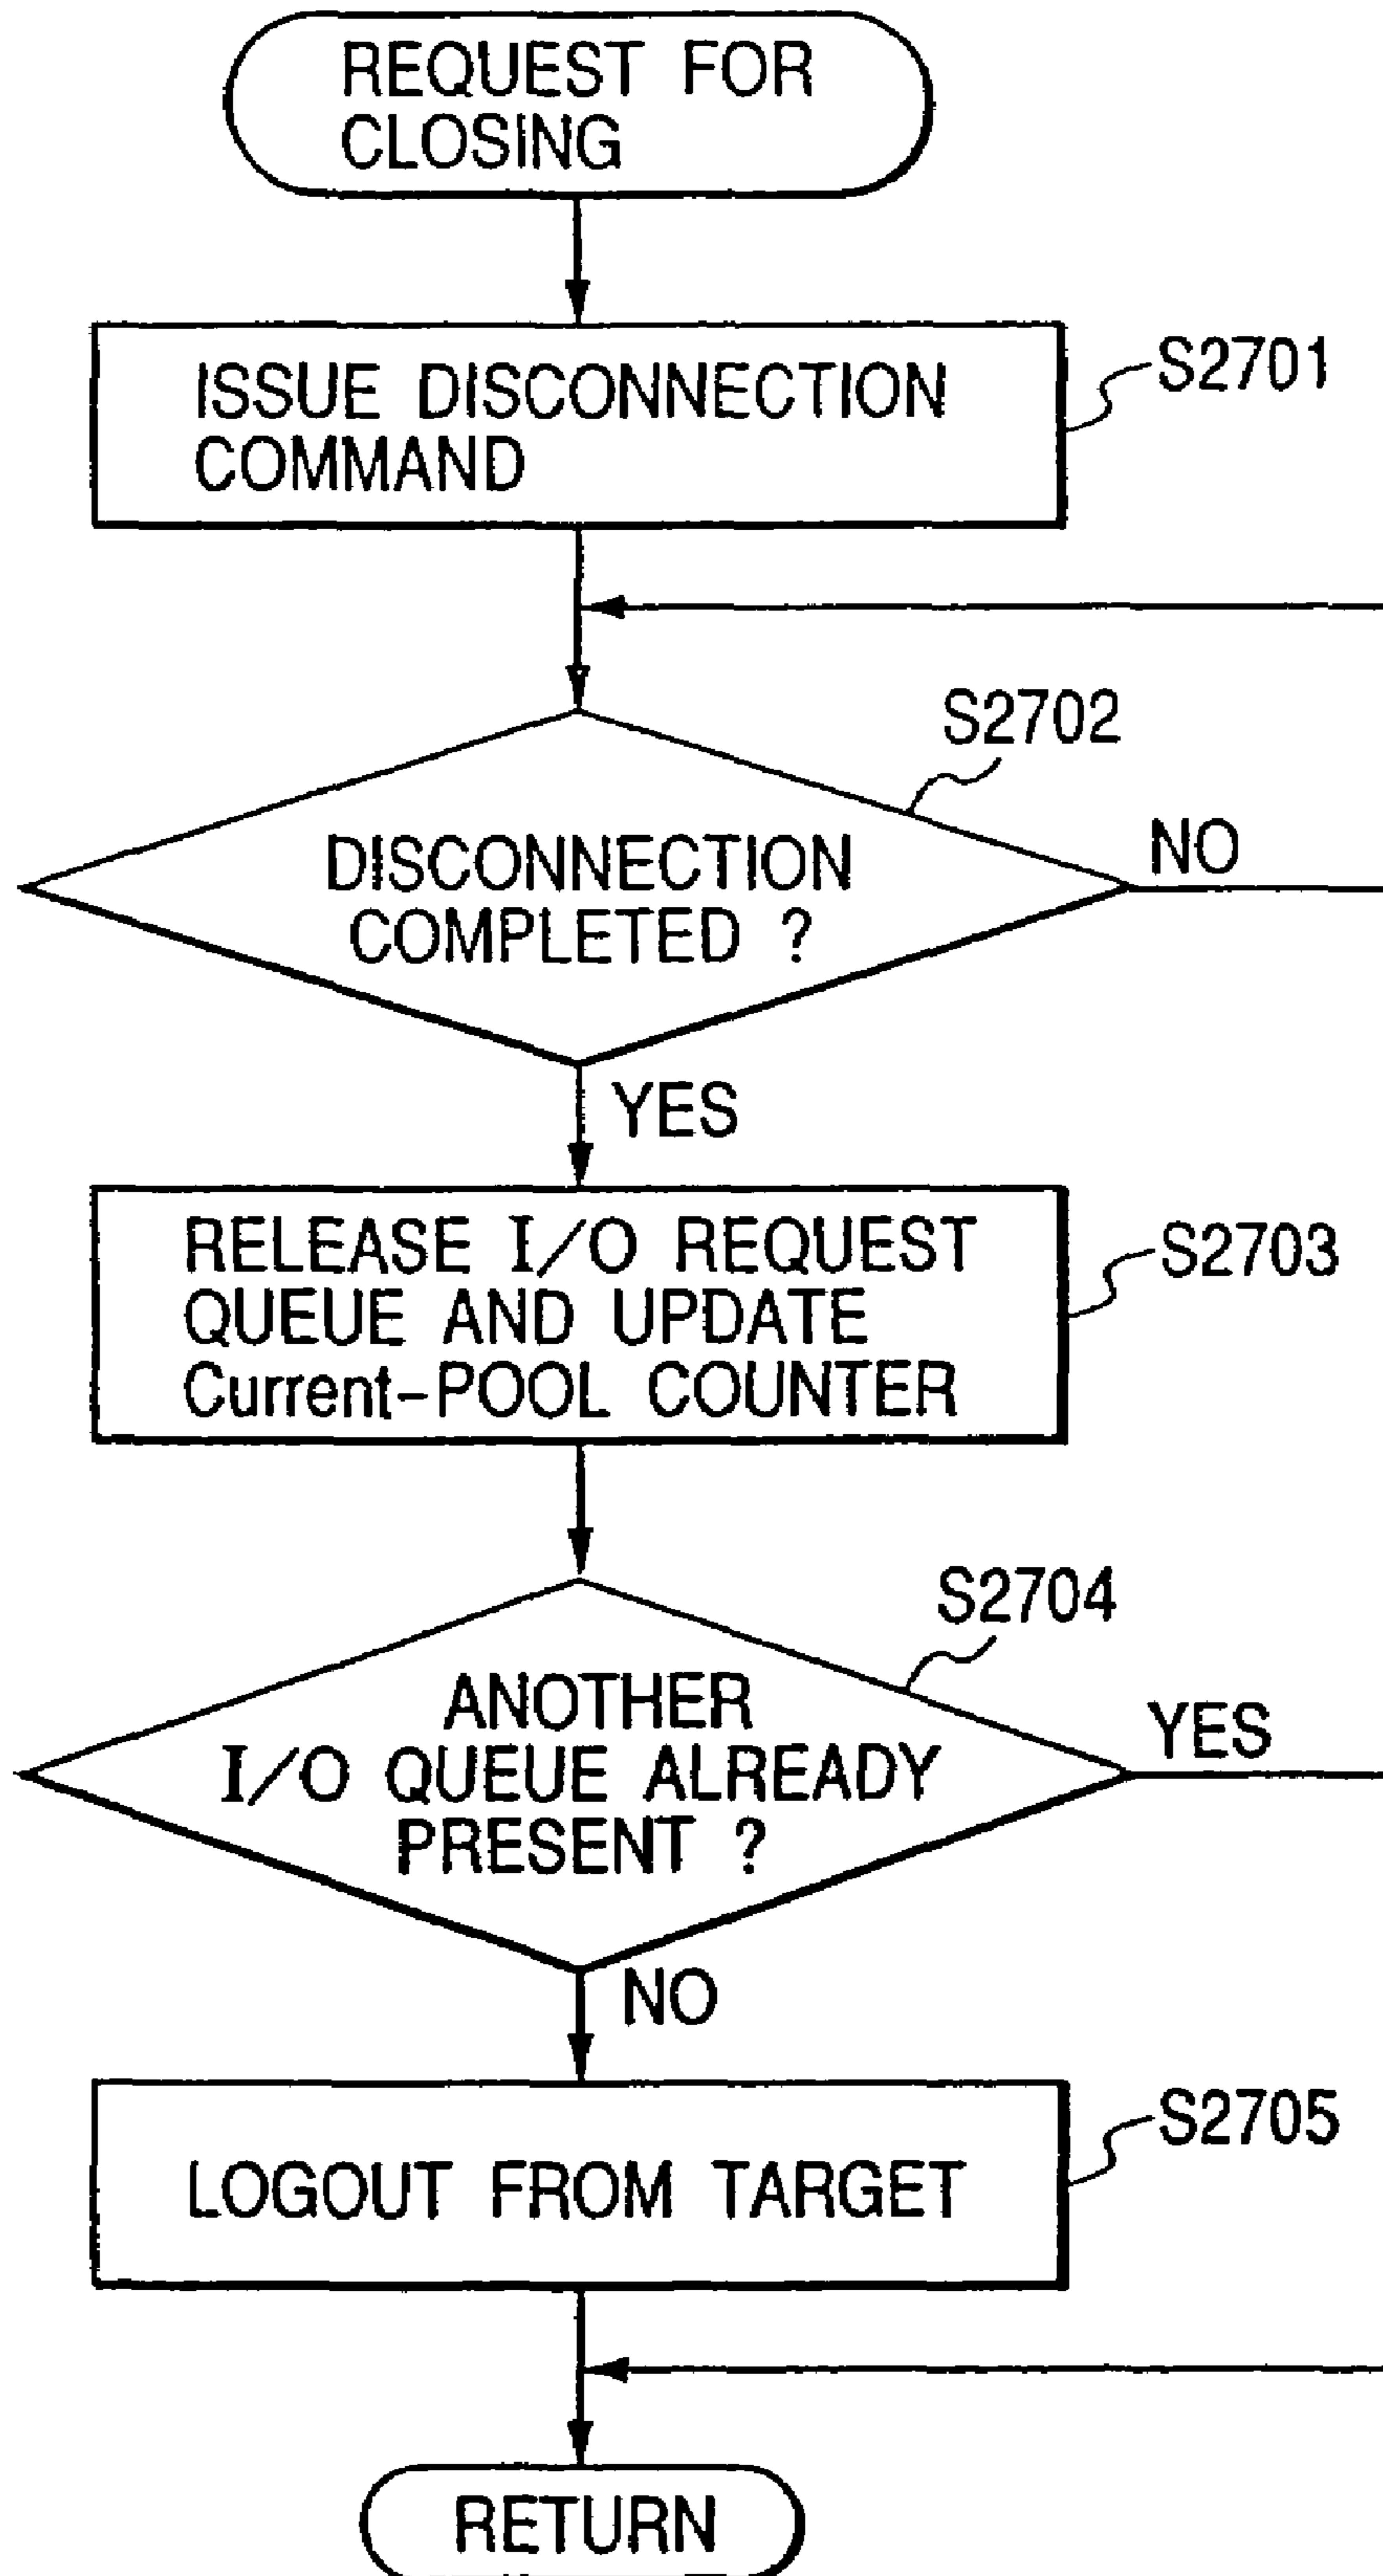 REQUEST FOR
CLOSING
ISSUE DISCONNECTION
COMMAND
S2701
S2702
DISCONNECTION
COMPLETED ?
NO
YES
RELEASE I/O REQUEST
QUEUE AND UPDATE
Current-POOL COUNTER
S2703
S2704
ANOTHER
I/O QUEUE ALREADY
PRESENT ?
YES
NO
LOGOUT FROM TARGET
S2705
RETURN